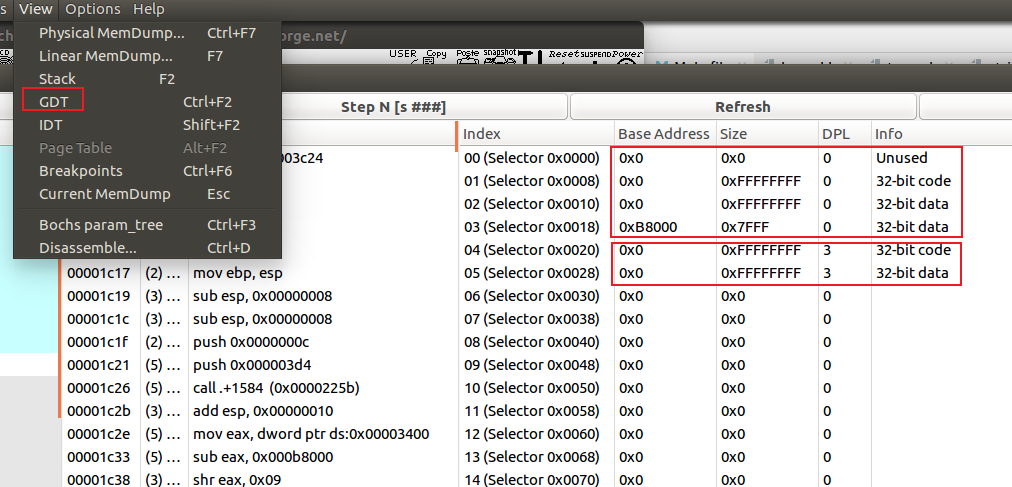 s View Options Help
Physical MemDump... Ctrl+F7
Linear MemDump... F7
Stack F2
GDT Ctrl+F2
IDT Shift+F2
Page Table Alt+F2
Breakpoints Ctrl+F6
Current MemDump Esc
Bochs param_tree Ctrl+F3
Disassemble... Ctrl+D
ch
orge.net/
CD
USER Copy Poste snapshot Reset SUSPEND Power
Step N [s ###] Refresh
Index Base Address Size DPL Info
003c24 00 (Selector 0x0000) 0x0 0x0 0 Unused
01 (Selector 0x0008) 0x0 0xFFFFFFFF 0 32-bit code
02 (Selector 0x0010) 0x0 0xFFFFFFFF 0 32-bit data
03 (Selector 0x0018) 0xB8000 0x7FFF 0 32-bit data
04 (Selector 0x0020) 0x0 0xFFFFFFFF 3 32-bit code
00001c17 (2) ... mov ebp, esp 05 (Selector 0x0028) 0x0 0xFFFFFFFF 3 32-bit data
00001c19 (3) ... sub esp, 0x00000008 06 (Selector 0x0030) 0x0 0x0 0
00001c1c (3) ... sub esp, 0x00000008 07 (Selector 0x0038) 0x0 0x0 0
00001c1f (2) ... push 0x0000000c 08 (Selector 0x0040) 0x0 0x0 0
00001c21 (5) ... push 0x000003d4 09 (Selector 0x0048) 0x0 0x0 0
00001c26 (5) ... call .+1584 (0x0000225b) 10 (Selector 0x0050) 0x0 0x0 0
00001c2b (3) ... add esp, 0x00000010 11 (Selector 0x0058) 0x0 0x0 0
00001c2e (5) ... mov eax, dword ptr ds:0x00003400 12 (Selector 0x0060) 0x0 0x0 0
00001c33 (5) ... sub eax, 0x000b8000 13 (Selector 0x0068) 0x0 0x0 0
00001c38 (3) ... shr eax, 0x09 14 (Selector 0x0070) 0x0 0x0 0